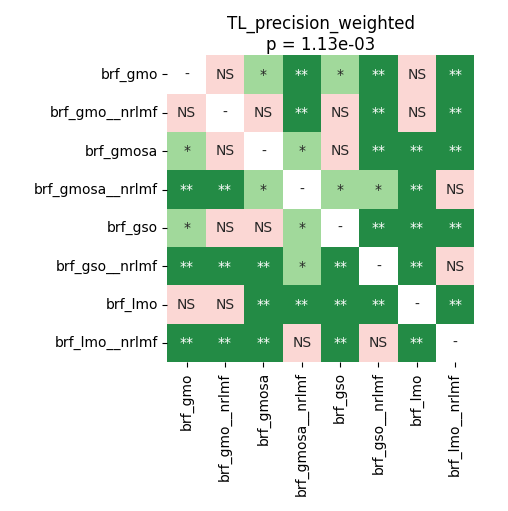 TL_precision_weighted
p = 1.13e-03
brf_gmo - NS * ** * ** NS **
brf_gmo__nrlmf NS - NS ** NS ** NS **
brf_gmosa * NS - * NS ** ** **
brf_gmosa__nrlmf ** ** * - * * ** NS
brf_gso * NS NS * - ** ** **
brf_gso__nrlmf ** ** ** * ** - ** NS
brf_lmo NS NS ** ** ** ** - **
brf_lmo__nrlmf ** ** ** NS ** NS ** -
brf_gmo
brf_gmo__nrlmf
brf_gmosa
brf_gmosa__nrlmf
brf_gso
brf_gso__nrlmf
brf_lmo
brf_lmo__nrlmf